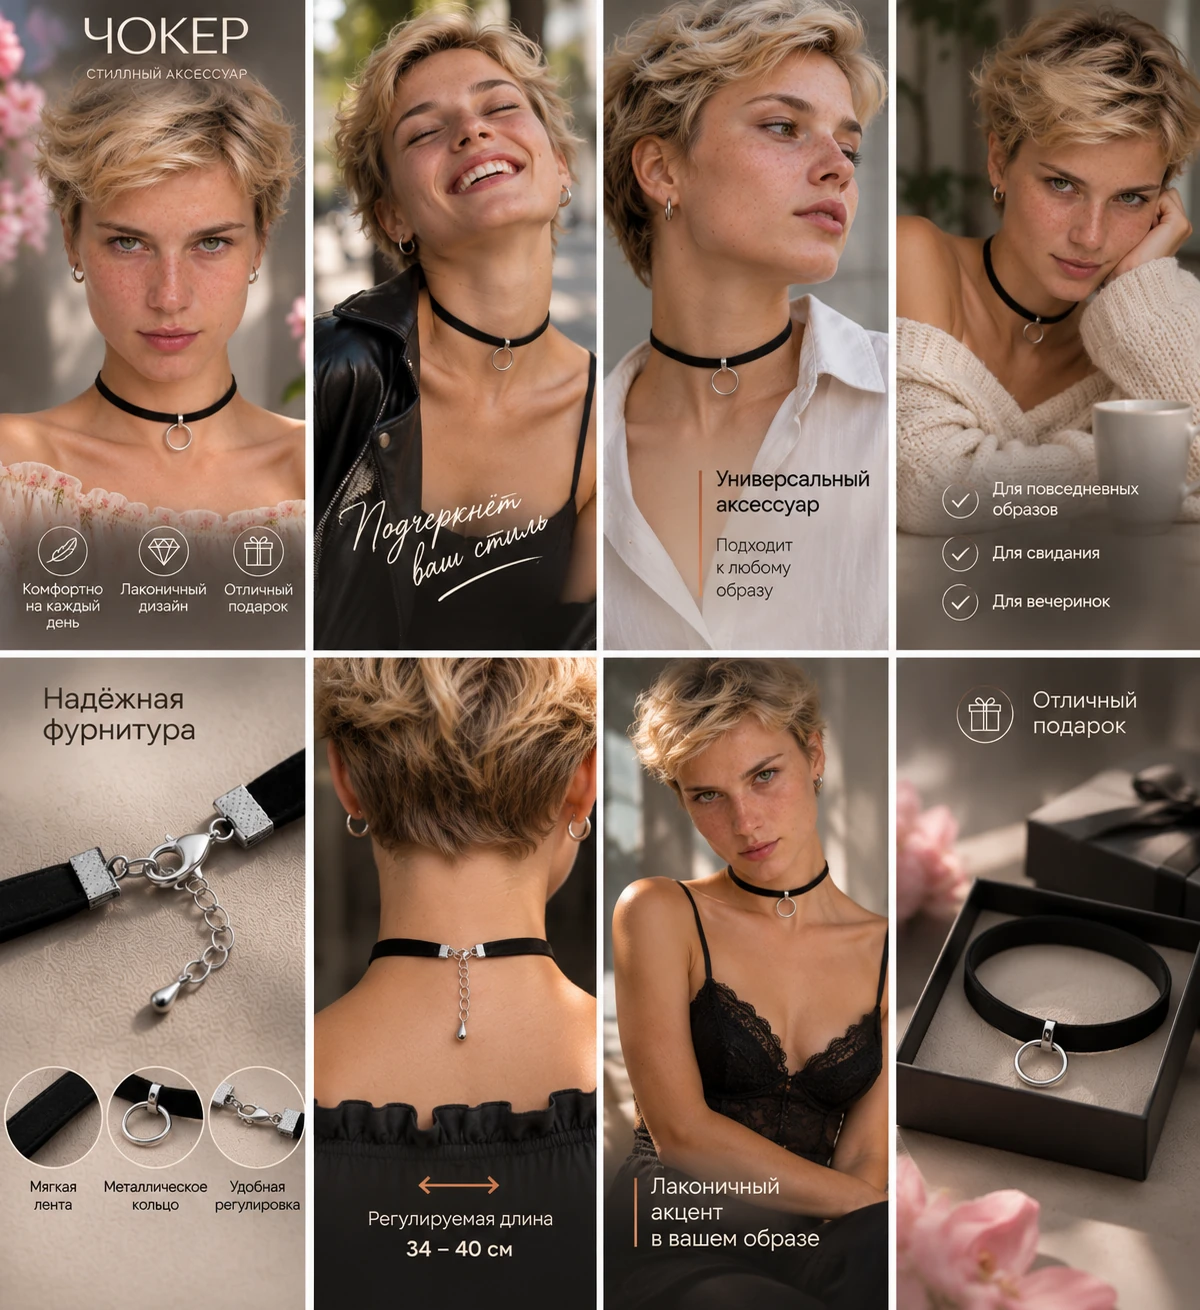 ЧОКЕР
СТИЛЛНЫЙ АКСЕССУАР
Комфортно
на каждый
день
Лаконичный
дизайн
Отличный
подарок
Подчеркнёт
ваш стиль
Универсальный
аксессуар
Подходит
к любому
образу
Для повседневных
образов
Для свидания
Для вечеринок
Надёжная
фурнитура
Мягкая
лента
Металлическое
кольцо
Удобная
регулировка
Регулируемая длина
34 – 40 см
Лаконичный
акцент
в вашем образе
Отличный
подарок